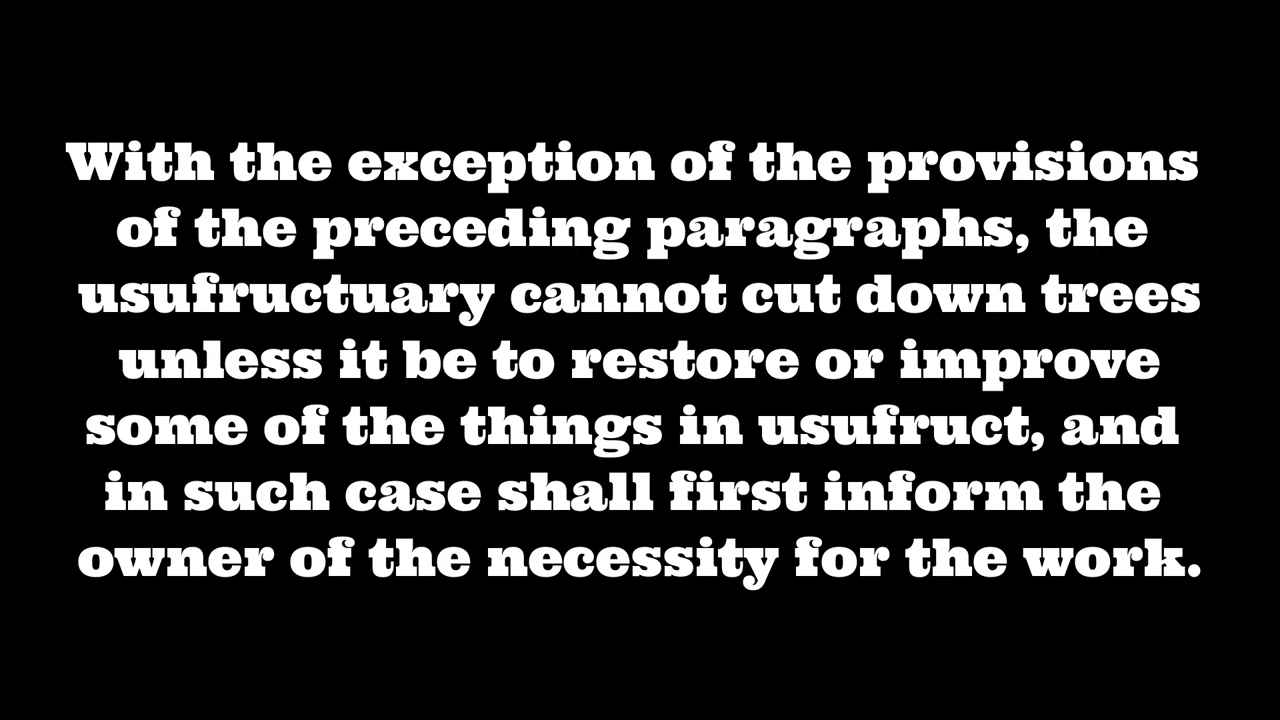 With the exception of the provisions
of the preceding paragraphs, the
usufructuary cannot cut down trees
unless it be to restore or improve
some of the things in usufruct, and
in such case shall first inform the
owner of the necessity for the work.